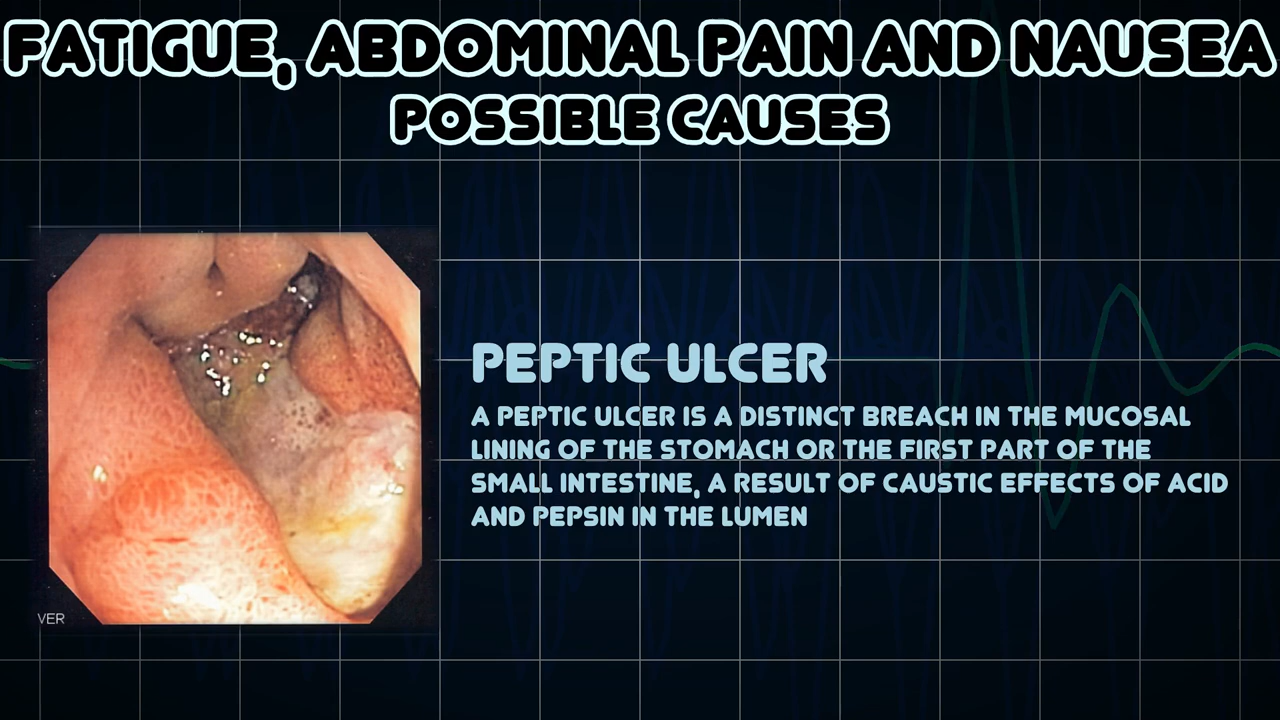 FATIGUE, ABDOMINAL PAIN AND NAUSEA
POSSIBLE CAUSES
PEPTIC ULCER
A PEPTIC ULCER IS A DISTINCT BREACH IN THE MUCOSAL
LINING OF THE STOMACH OR THE FIRST PART OF THE
SMALL INTESTINE, A RESULT OF CAUSTIC EFFECTS OF ACID
AND PEPSIN IN THE LUMEN
VER